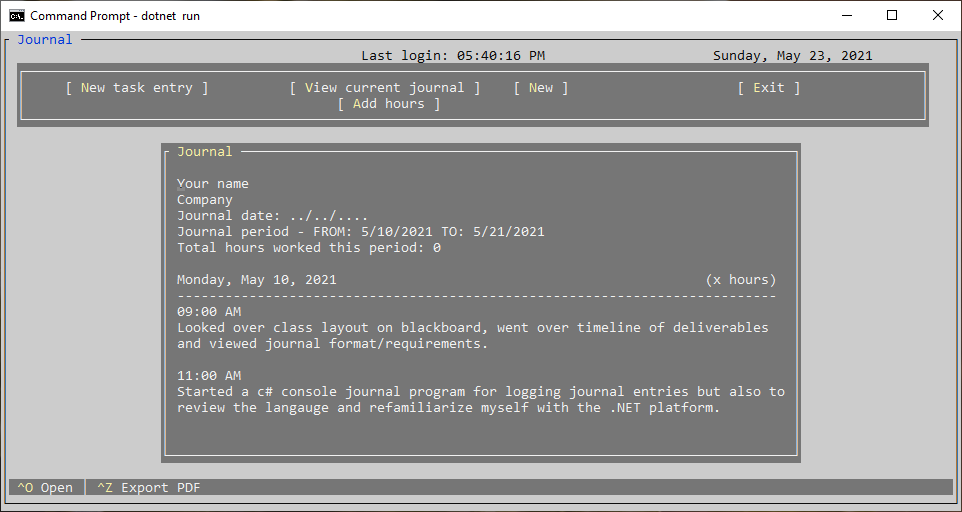 Command Prompt - dotnet run
Journal
Last login: 05:40:16 PM Sunday, May 23, 2021
[ New task entry ] [ View current journal ] [ New ] [ Exit ]
[ Add hours ]
Journal
Your name
Company
Journal date: ../../....
Journal period - FROM: 5/10/2021 TO: 5/21/2021
Total hours worked this period: 0
Monday, May 10, 2021 (x hours)
---------------------------------------------------------------------------
09:00 AM
Looked over class layout on blackboard, went over timeline of deliverables
and viewed journal format/requirements.
11:00 AM
Started a c# console journal program for logging journal entries but also to
review the langauge and refamiliarize myself with the .NET platform.
^O Open │ ^Z Export PDF